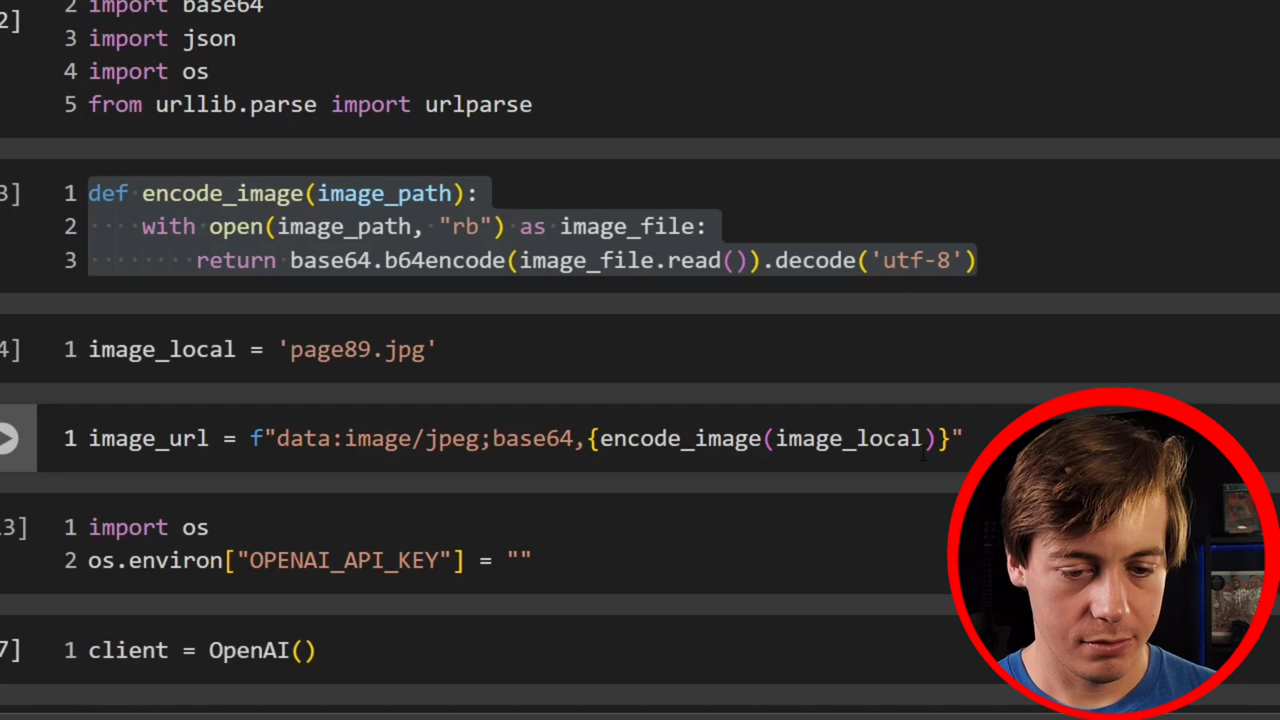 2]
2 import base64
3 import json
4 import os
5 from urllib.parse import urlparse
3]
1 def encode_image(image_path):
2 with open(image_path, "rb") as image_file:
3 return base64.b64encode(image_file.read()).decode('utf-8')
4]
1 image_local = 'page89.jpg'
1 image_url = f"data:image/jpeg;base64,{encode_image(image_local)}"
3]
1 import os
2 os.environ["OPENAI_API_KEY"] = ""
7]
1 client = OpenAI()